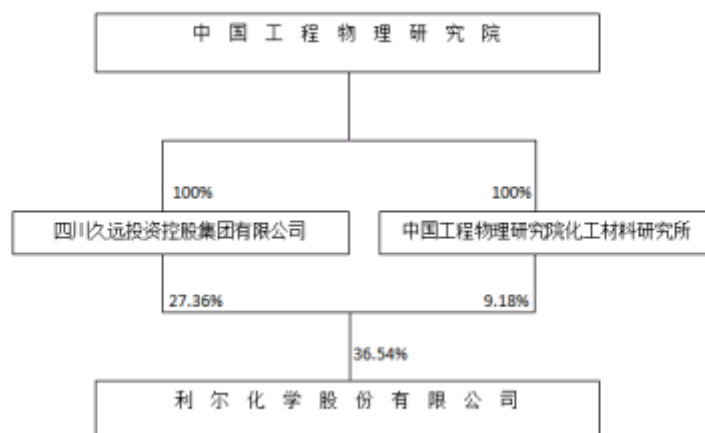 中国工程物理研究院
100%
100%
四川久远投资控股集团有限公司
中国工程物理研究院化工材料研究所
27.36%
9.18%
36.54%
利尔化学股份有限公司